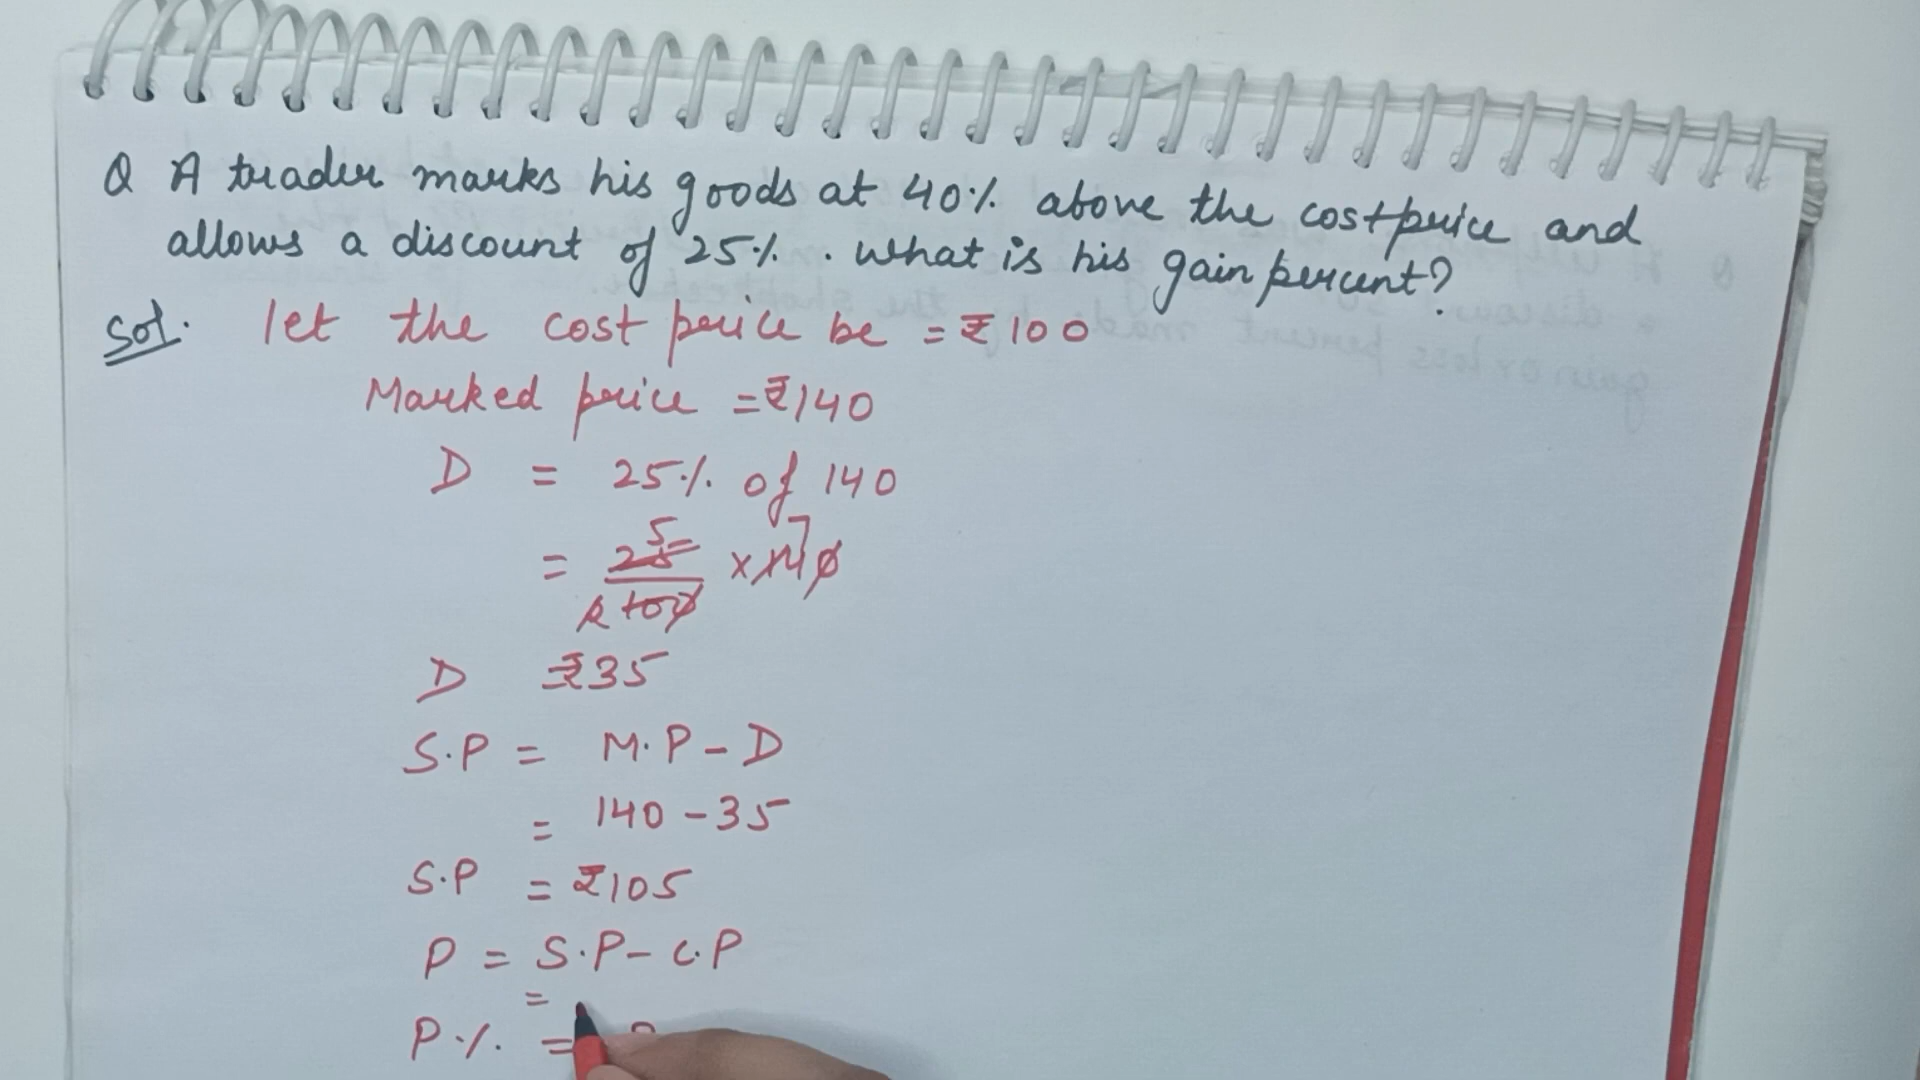 Q A trader marks his goods at 40% above the cost price and
allows a discount of 25%. What is his gain percent?
Sol. let the cost price be = ₹100
Marked price = ₹140
D = 25% of 140
= 25/100 × 140
D = ₹35
S.P = M.P - D
= 140 - 35
S.P = ₹105
P = S.P - C.P
=
P% =